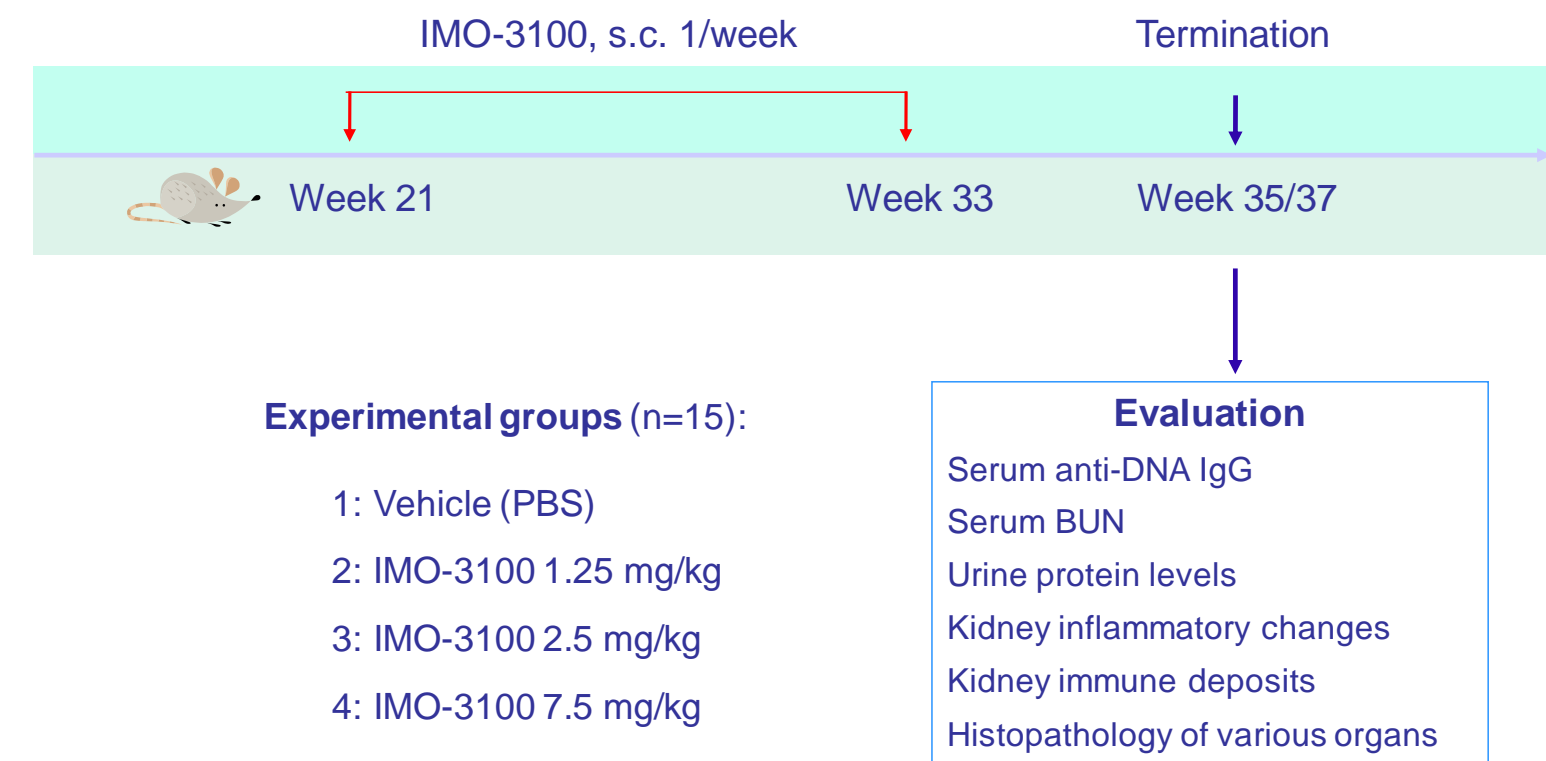 IMO-3100, s.c. 1/week
Termination
Week 21
Week 33
Week 35/37
Experimental groups (n=15):
1: Vehicle (PBS)
2: IMO-3100 1.25 mg/kg
3: IMO-3100 2.5 mg/kg
4: IMO-3100 7.5 mg/kg
Evaluation
Serum anti-DNA IgG
Serum BUN
Urine protein levels
Kidney inflammatory changes
Kidney immune deposits
Histopathology of various organs